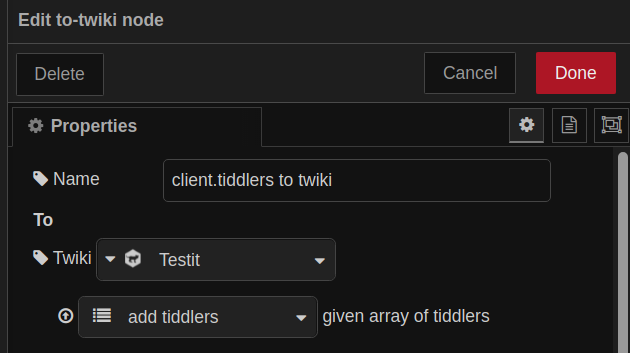 Edit to-twiki node
Delete Cancel Done
Properties
Name client.tiddlers to twiki
To
Twiki Testit
add tiddlers given array of tiddlers